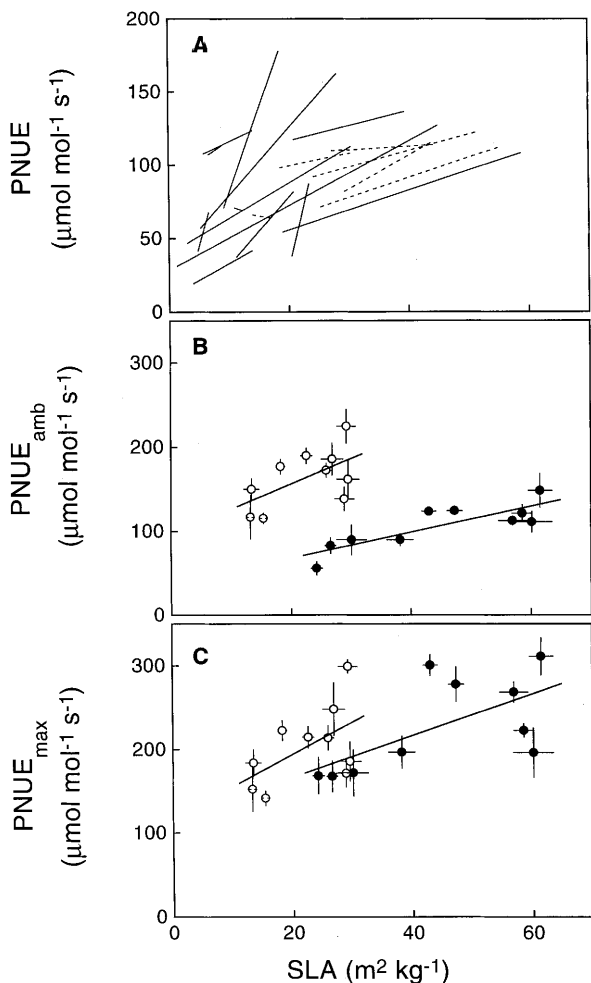 A
200
150
100
50
0
PNUE
(μmol mol-1 s-1)
B
300
200
100
0
PNUEamb
(μmol mol-1 s-1)
C
300
200
100
0
PNUEmax
(μmol mol-1 s-1)
0 20 40 60
SLA (m2 kg-1)